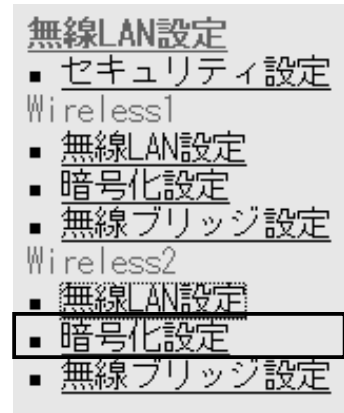 無線LAN設定
▪ セキュリティ設定
Wireless1
▪ 無線LAN設定
▪ 暗号化設定
▪ 無線ブリッジ設定
Wireless2
▪ 無線LAN設定
▪ 暗号化設定
▪ 無線ブリッジ設定